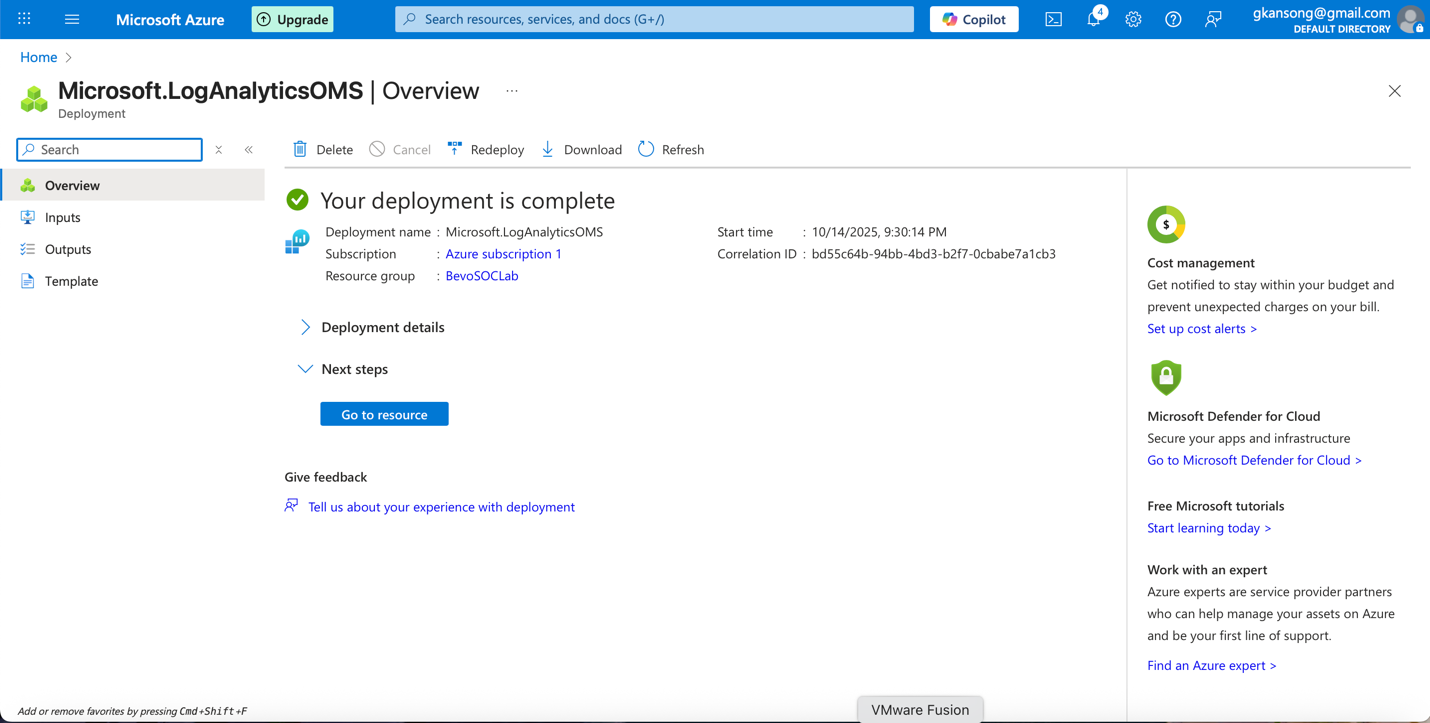 Microsoft Azure
Upgrade
Search resources, services, and docs (G+/)
Copilot
4
gkansong@gmail.com
DEFAULT DIRECTORY
Home
Microsoft.LogAnalyticsOMS | Overview
...
Deployment
Search
Overview
Inputs
Outputs
Template
Delete
Cancel
Redeploy
Download
Refresh
Your deployment is complete
Deployment name : Microsoft.LogAnalyticsOMS
Subscription : Azure subscription 1
Resource group : BevoSOCLab
Start time : 10/14/2025, 9:30:14 PM
Correlation ID : bd55c64b-94bb-4bd3-b2f7-0cbabe7a1cb3
Deployment details
Next steps
Go to resource
Give feedback
Tell us about your experience with deployment
$
Cost management
Get notified to stay within your budget and
prevent unexpected charges on your bill.
Set up cost alerts >
Microsoft Defender for Cloud
Secure your apps and infrastructure
Go to Microsoft Defender for Cloud >
Free Microsoft tutorials
Start learning today >
Work with an expert
Azure experts are service provider partners
who can help manage your assets on Azure
and be your first line of support.
Find an Azure expert >
Add or remove favorites by pressing Cmd+Shift+F
VMware Fusion